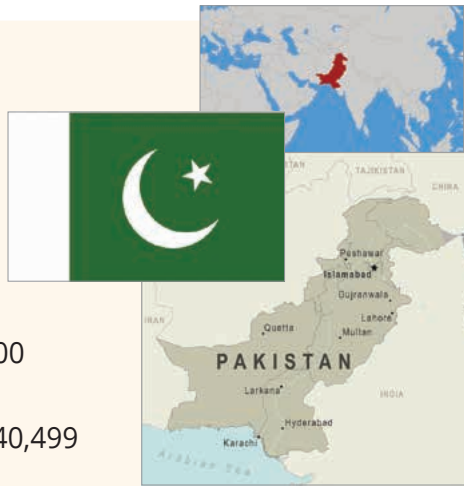 TAJIKISTAN
CHINA
Peshawar
Islamabad
Gujranwala
Lahore
IRAN
Quetta
Multan
PAKISTAN
INDIA
Larkana
Hyderabad
Karachi
Arabian Sea
00
40,499